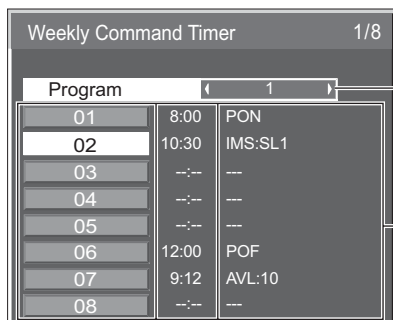 Weekly Command Timer 1/8
Program 1
01 8:00 PON
02 10:30 IMS:SL1
03 --:-- ---
04 --:-- ---
05 --:-- ---
06 12:00 POF
07 9:12 AVL:10
08 --:-- ---